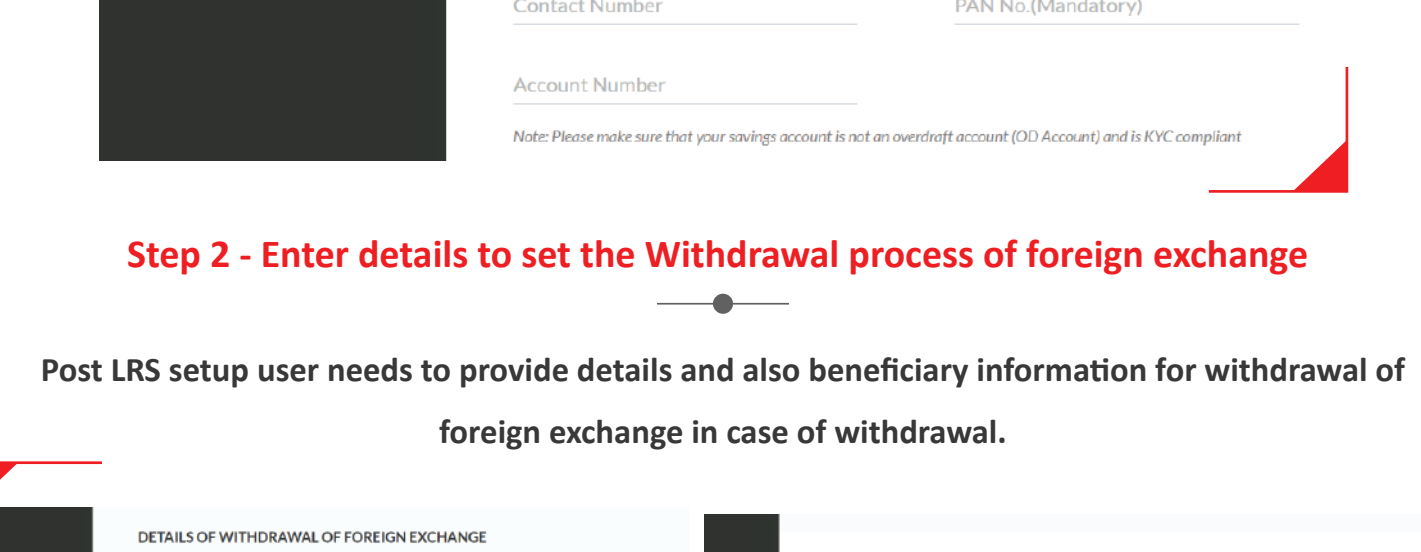 Contact Number PAN No.(Mandatory)
Account Number
Note: Please make sure that your savings account is not an overdraft account (OD Account) and is KYC compliant
Step 2 - Enter details to set the Withdrawal process of foreign exchange
Post LRS setup user needs to provide details and also beneficiary information for withdrawal of
foreign exchange in case of withdrawal.
DETAILS OF WITHDRAWAL OF FOREIGN EXCHANGE